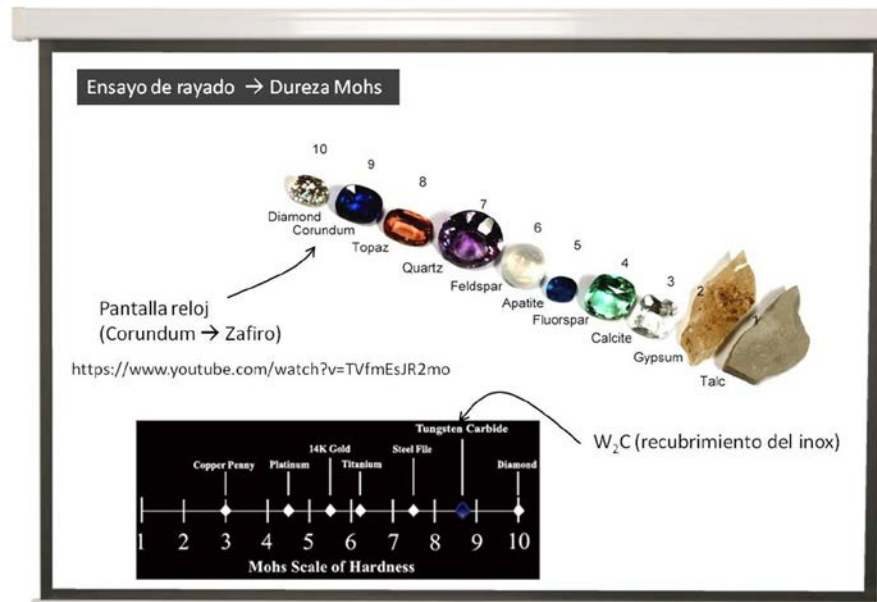 Ensayo de rayado → Dureza Mohs
10
9
8
7
6
5
4
3
2
1
Diamond
Corundum
Topaz
Quartz
Feldspar
Apatite
Fluorspar
Calcite
Gypsum
Talc
Pantalla reloj
(Corundum → Zafiro)
https://www.youtube.com/watch?v=TVfmEsJR2mo
W₂C (recubrimiento del inox)
Tungsten Carbide
14K Gold
Steel File
Copper Penny
Platinum
Titanium
Diamond
1 2 3 4 5 6 7 8 9 10
Mohs Scale of Hardness